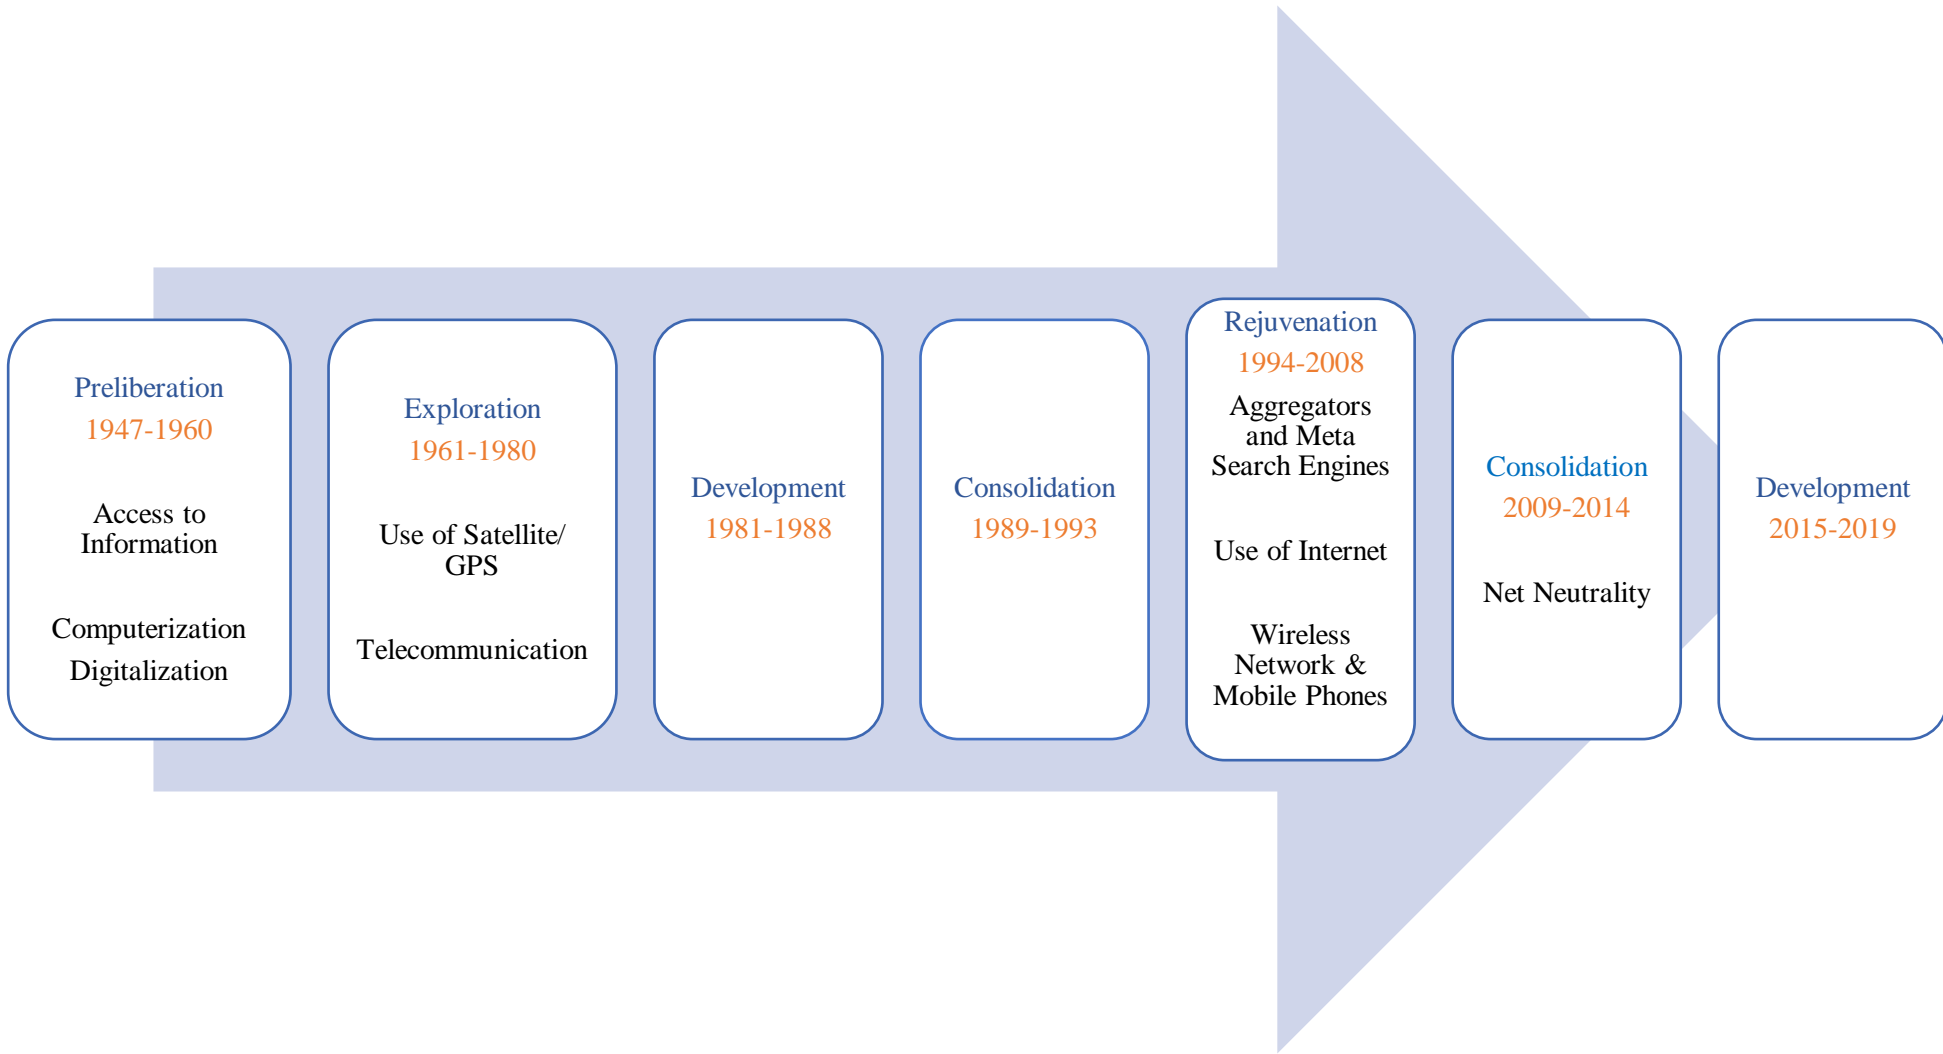 Preliberation
1947-1960
Access to
Information
Computerization
Digitalization
Exploration
1961-1980
Use of Satellite/
GPS
Telecommunication
Development
1981-1988
Consolidation
1989-1993
Rejuvenation
1994-2008
Aggregators
and Meta
Search Engines
Use of Internet
Wireless
Network &
Mobile Phones
Consolidation
2009-2014
Net Neutrality
Development
2015-2019